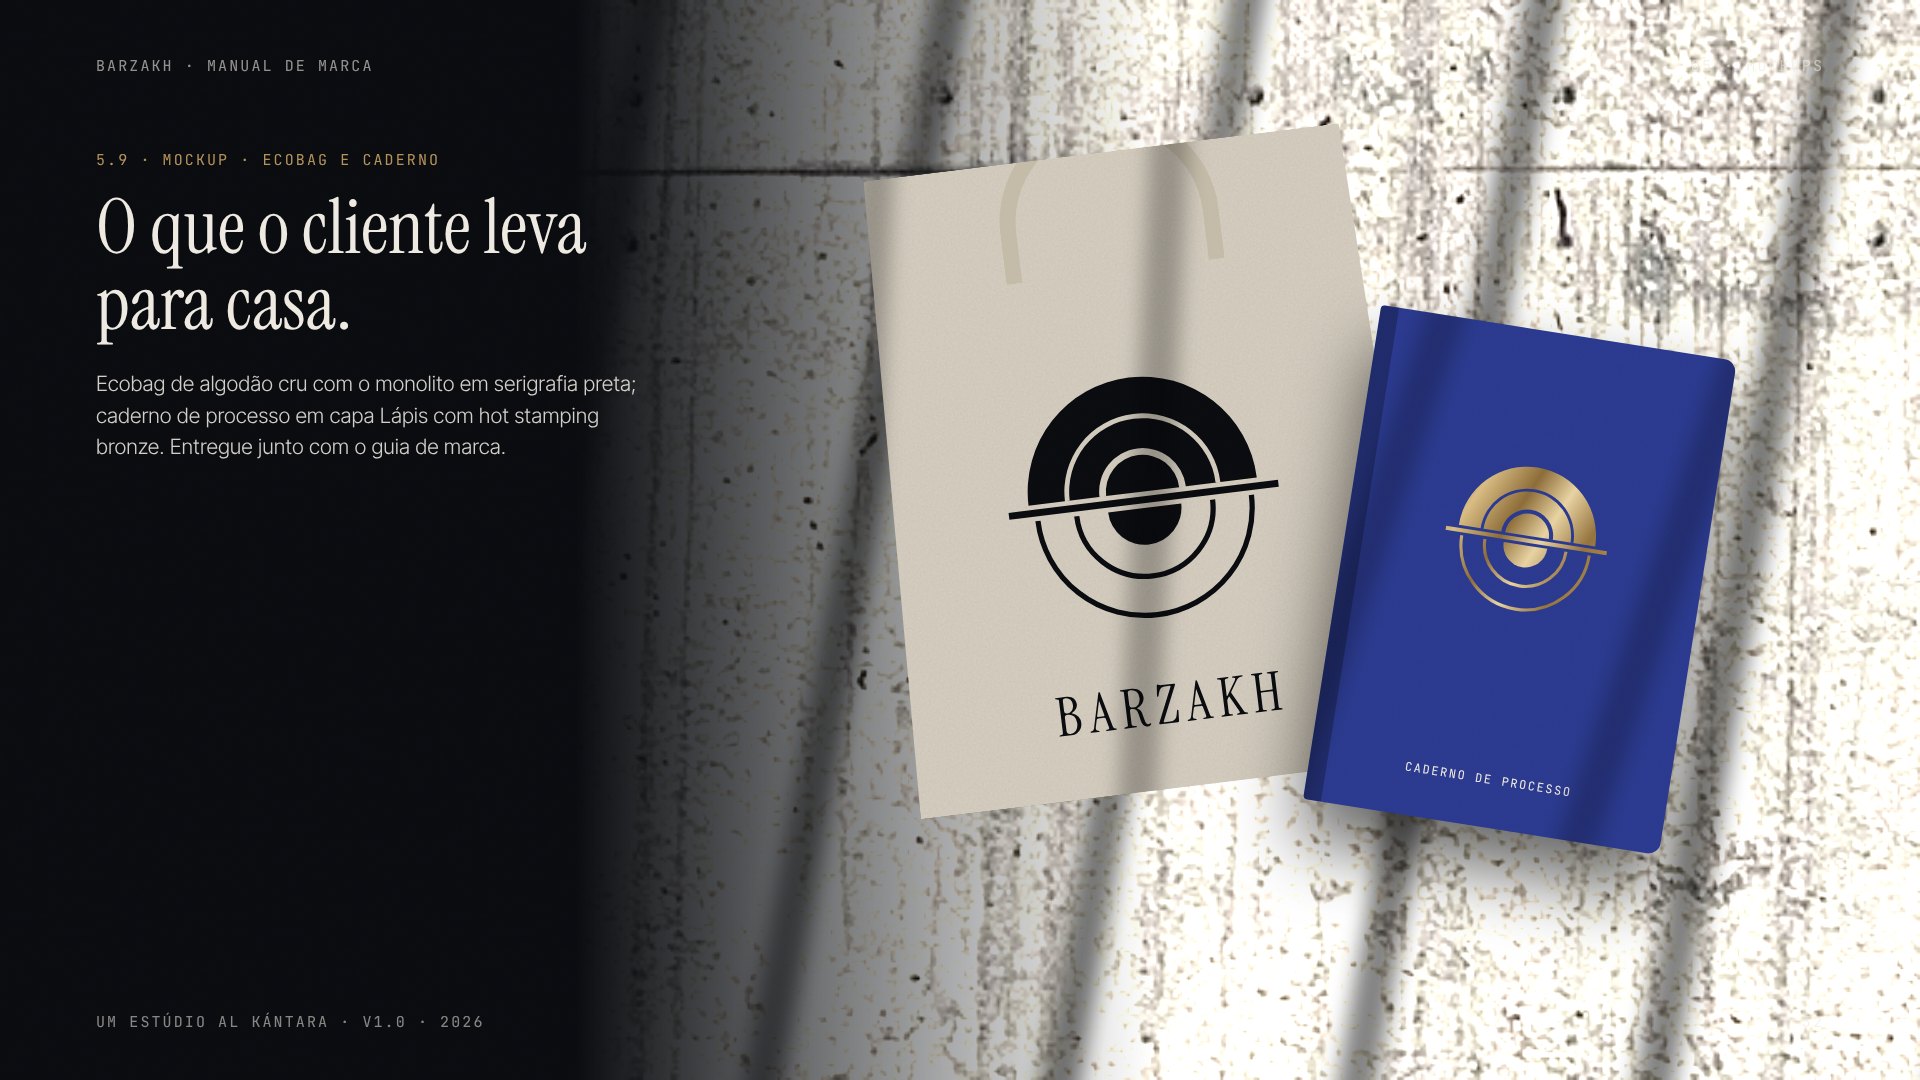 BARZAKH · MANUAL DE MARCA
5.9 · MOCKUP · ECOBAG E CADERNO
O que o cliente leva
para casa.
Ecobag de algodão cru com o monolito em serigrafia preta;
caderno de processo em capa Lápis com hot stamping
bronze. Entregue junto com o guia de marca.
BARZAKH
CADERNO DE PROCESSO
UM ESTÚDIO AL KÁNTARA · V1.0 · 2026